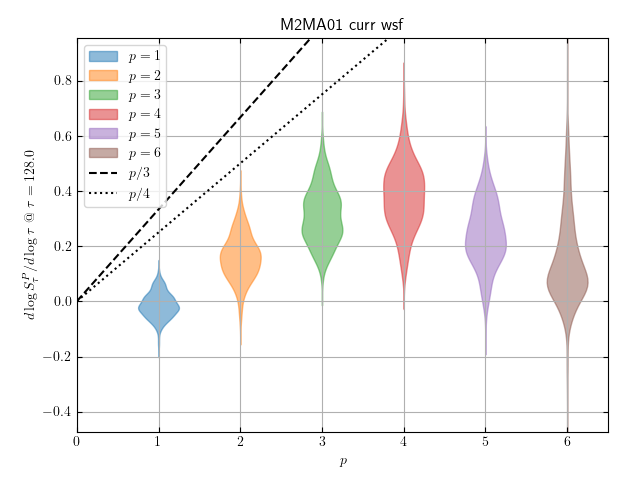 M2MA01 curr wsf
d log S_τ^P / d log τ @ τ = 128.0
0.8
0.6
0.4
0.2
0.0
−0.2
−0.4
p = 1
p = 2
p = 3
p = 4
p = 5
p = 6
p/3
p/4
0 1 2 3 4 5 6
p